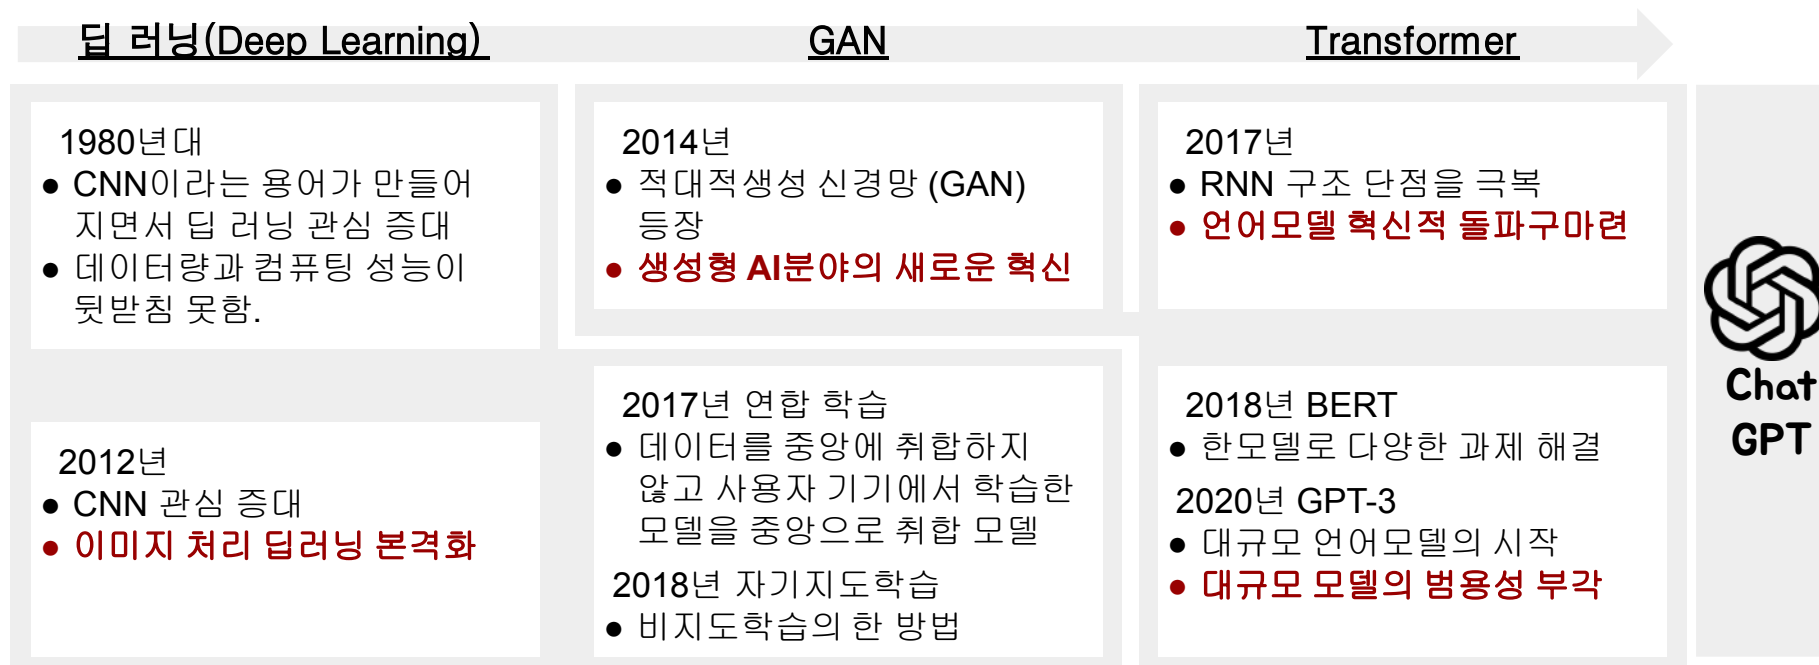 딥 러닝(Deep Learning)
GAN
Transformer
1980년대
● CNN이라는 용어가 만들어
지면서 딥 러닝 관심 증대
● 데이터량과 컴퓨팅 성능이
뒷받침 못함.
2012년
● CNN 관심 증대
● 이미지 처리 딥러닝 본격화
2014년
● 적대적생성 신경망 (GAN)
등장
● 생성형 AI분야의 새로운 혁신
2017년 연합 학습
● 데이터를 중앙에 취합하지
않고 사용자 기기에서 학습한
모델을 중앙으로 취합 모델
2018년 자기지도학습
● 비지도학습의 한 방법
2017년
● RNN 구조 단점을 극복
● 언어모델 혁신적 돌파구마련
2018년 BERT
● 한모델로 다양한 과제 해결
2020년 GPT-3
● 대규모 언어모델의 시작
● 대규모 모델의 범용성 부각
Chat
GPT